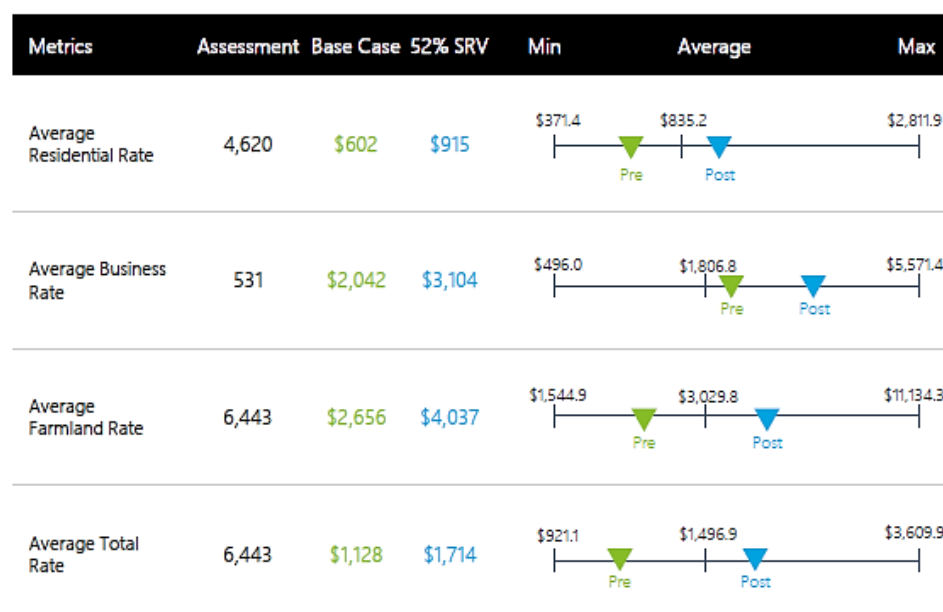 Metrics Assessment Base Case 52% SRV Min Average Max
$371.4 $835.2 $2,811.9
Average
Residential Rate
4,620 $602 $915
Pre Post
$496.0 $1,806.8 $5,571.4
Average Business
Rate
531 $2,042 $3,104
Pre Post
$1,544.9 $3,029.8 $11,134.3
Average
Farmland Rate
6,443 $2,656 $4,037
Pre Post
$921.1 $1,496.9 $3,609.9
Average Total
Rate
6,443 $1,128 $1,714
Pre Post